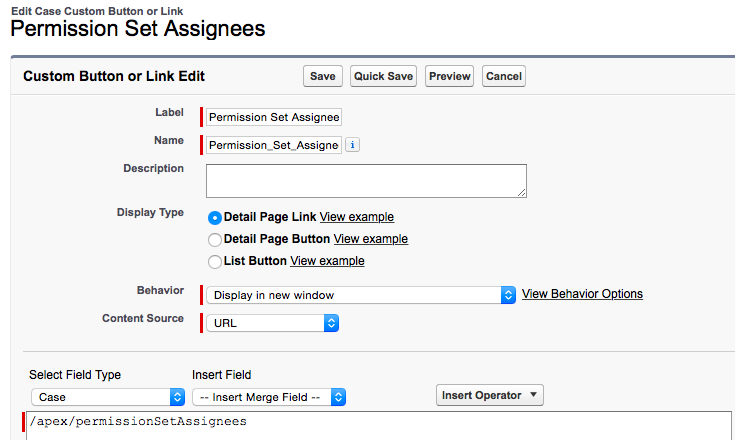 Edit Case Custom Button or Link
Permission Set Assignees
Custom Button or Link Edit Save Quick Save Preview Cancel
Label Permission Set Assignee
Name Permission_Set_Assigne i
Description
Display Type Detail Page Link View example
Detail Page Button View example
List Button View example
Behavior Display in new window View Behavior Options
Content Source URL
Select Field Type Insert Field
Case -- Insert Merge Field -- Insert Operator
/apex/permissionSetAssignees